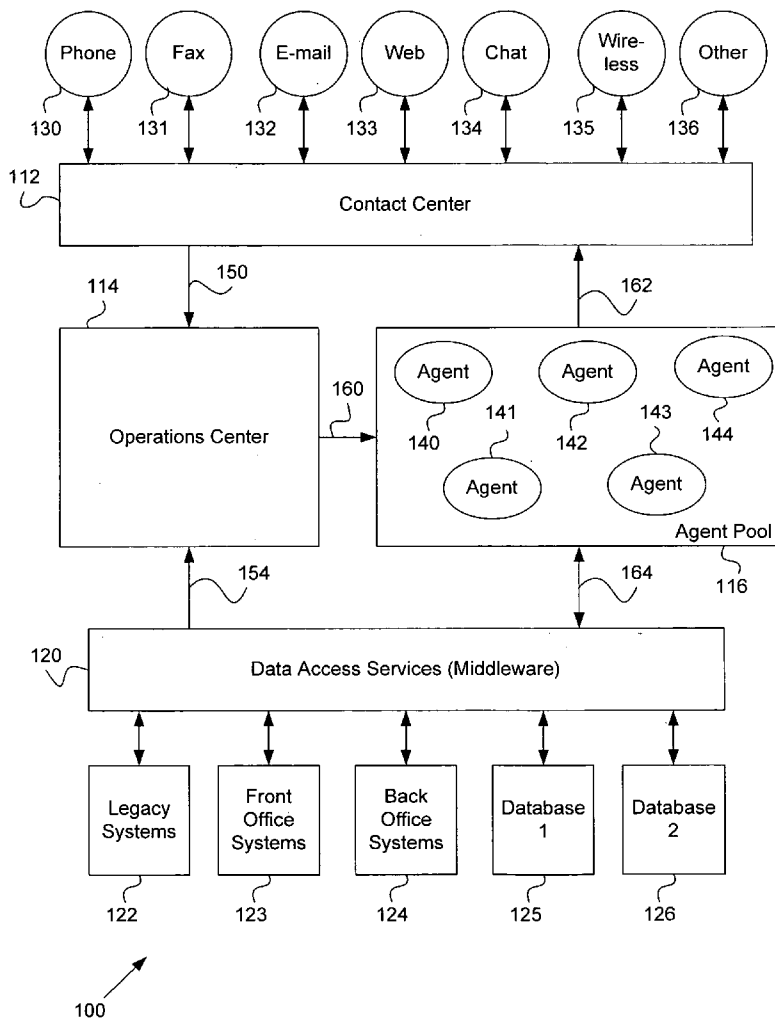 Phone
Fax
E-mail
Web
Chat
Wire-
less
Other
130
131
132
133
134
135
136
112
Contact Center
150
162
114
Operations Center
160
Agent
140
Agent
142
Agent
144
141
Agent
143
Agent
Agent Pool
116
154
164
120
Data Access Services (Middleware)
Legacy
Systems
Front
Office
Systems
Back
Office
Systems
Database
1
Database
2
122
123
124
125
126
100